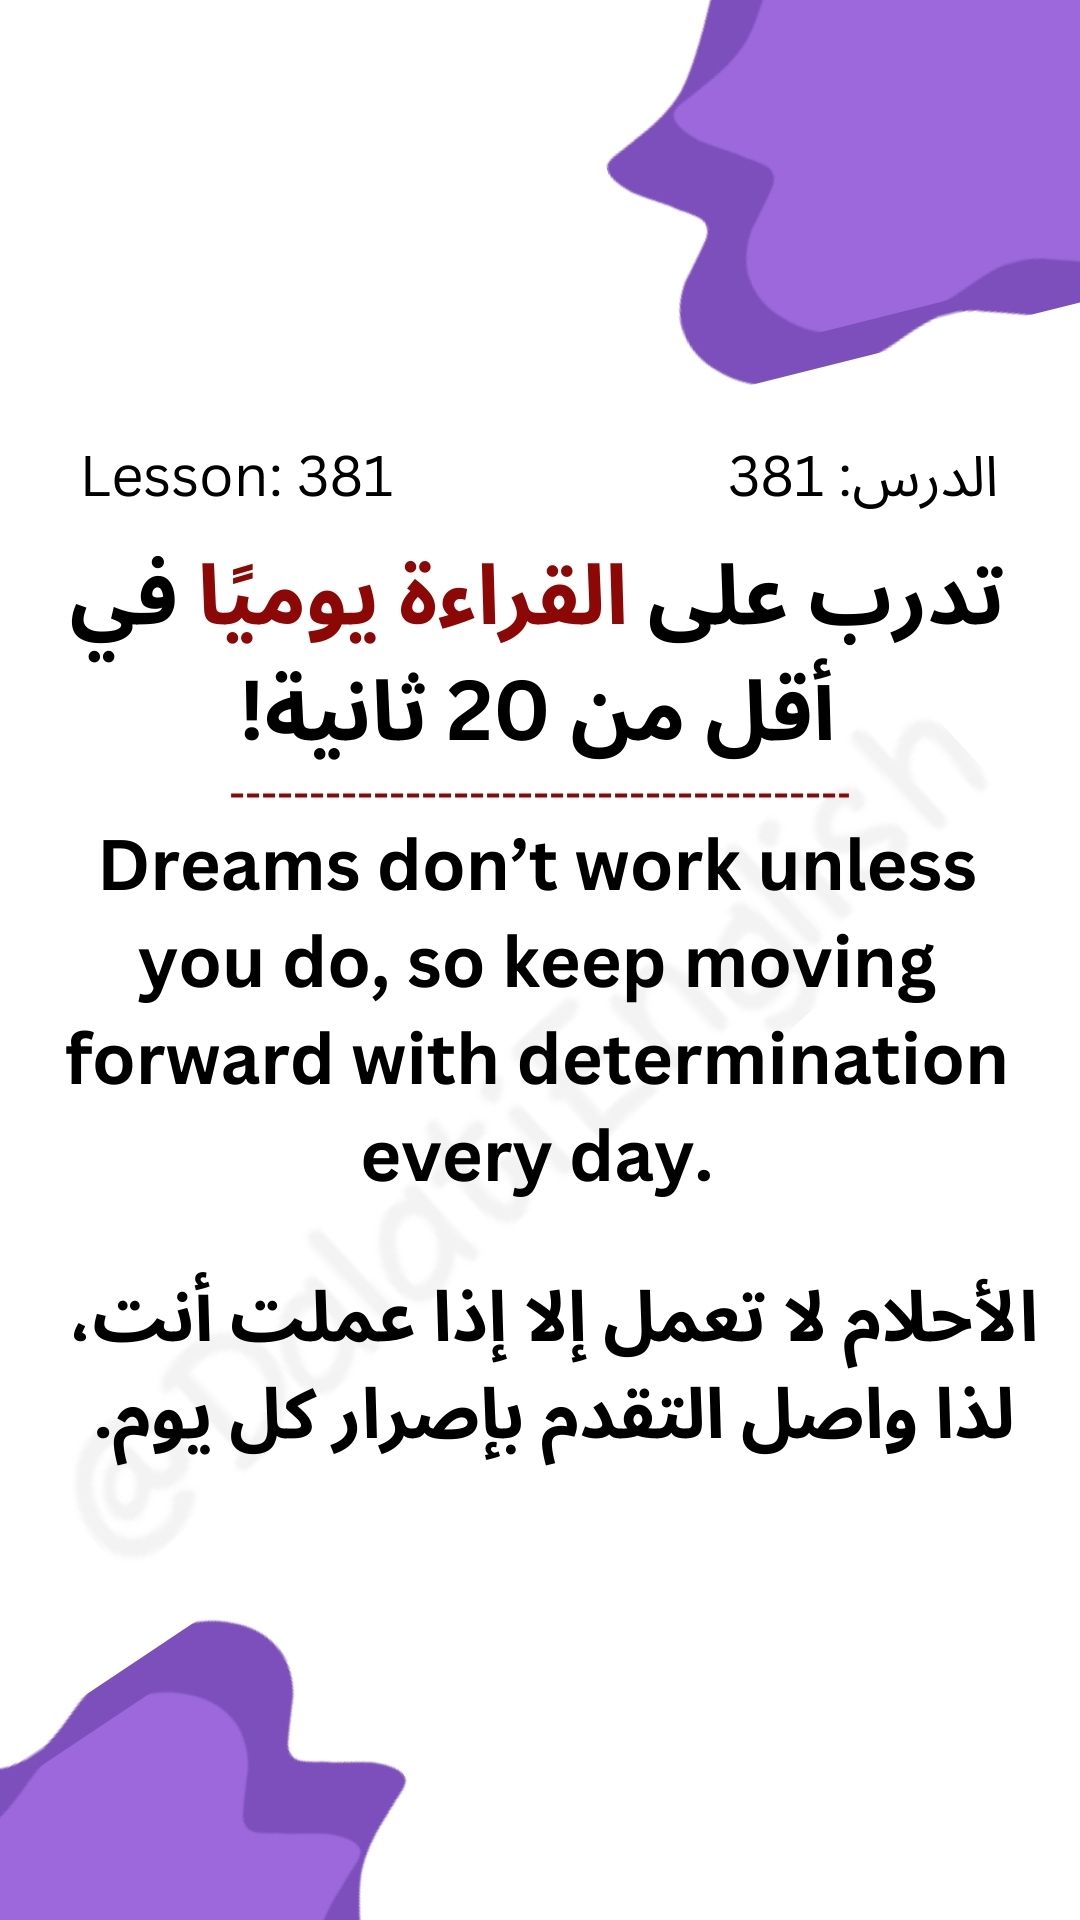 Lesson: 381
الدرس: 381
تدرب على القراءة يوميًا في
أقل من 20 ثانية!
---------------------------------------
Dreams don’t work unless
you do, so keep moving
forward with determination
every day.
الأحلام لا تعمل إلا إذا عملت أنت،
لذا واصل التقدم بإصرار كل يوم.
@DalatiEnglish